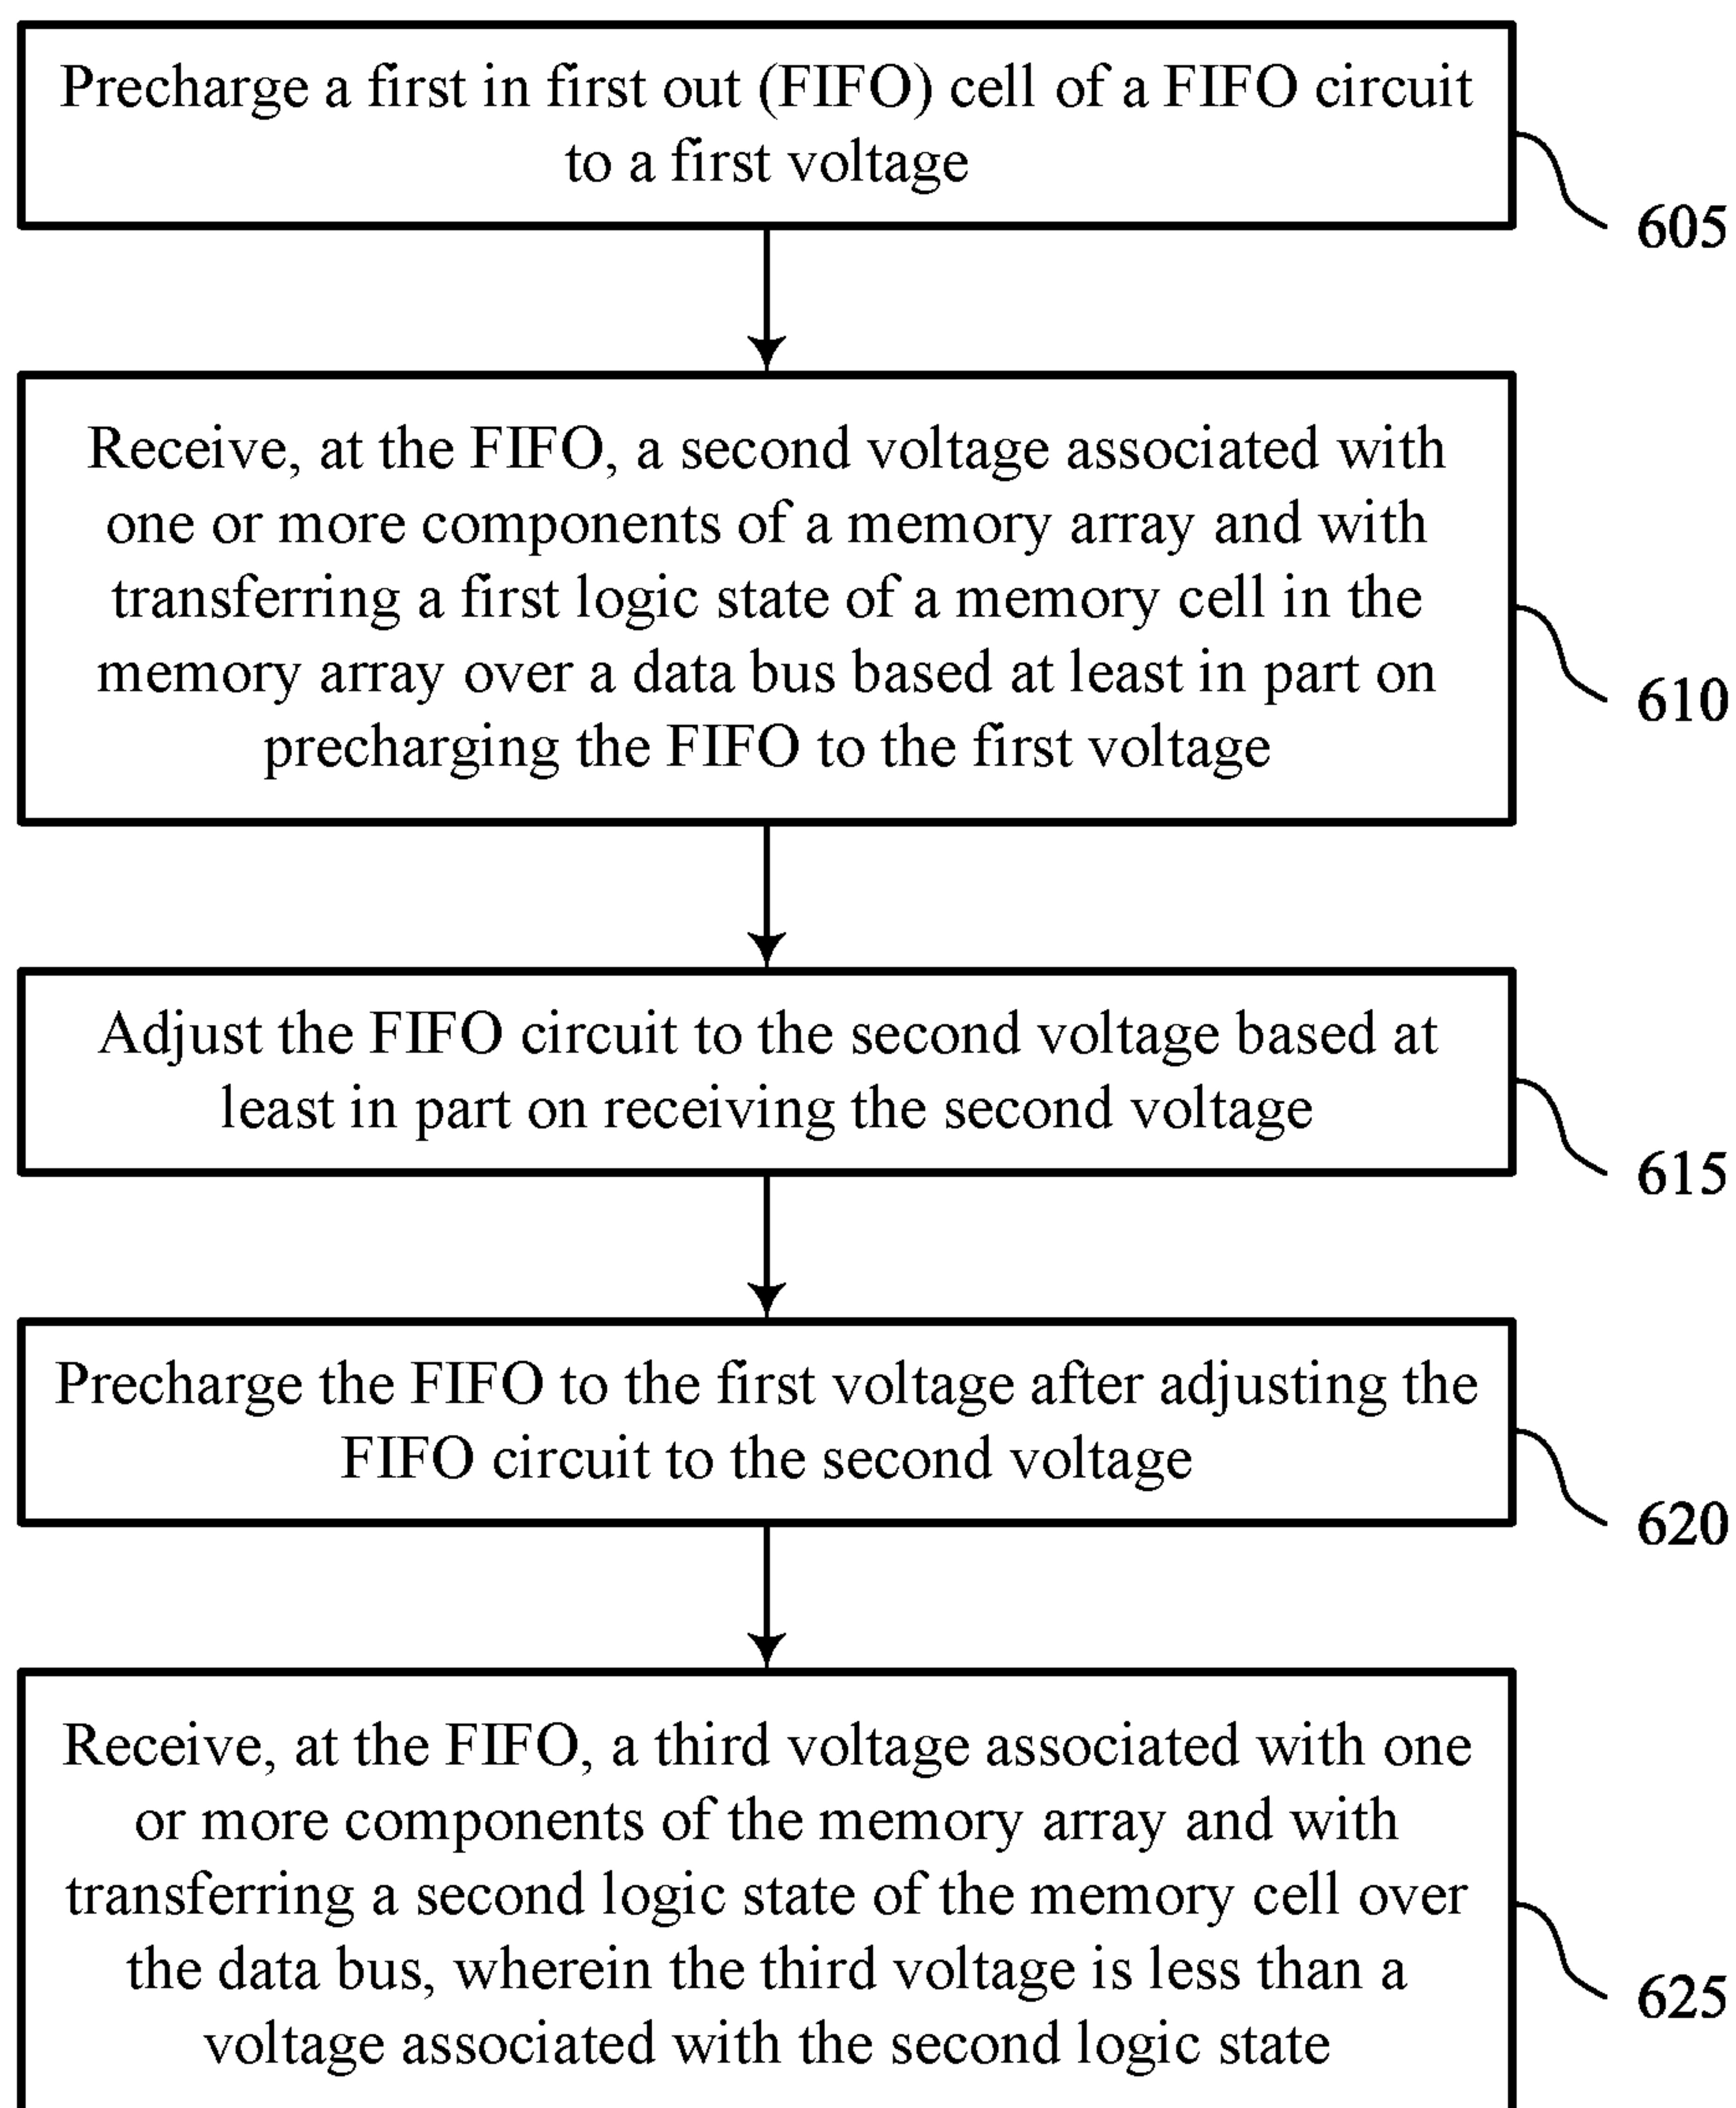 Precharge a first in first out (FIFO) cell of a FIFO circuit
to a first voltage
605
Receive, at the FIFO, a second voltage associated with
one or more components of a memory array and with
transferring a first logic state of a memory cell in the
memory array over a data bus based at least in part on
precharging the FIFO to the first voltage
610
Adjust the FIFO circuit to the second voltage based at
least in part on receiving the second voltage
615
Precharge the FIFO to the first voltage after adjusting the
FIFO circuit to the second voltage
620
Receive, at the FIFO, a third voltage associated with one
or more components of the memory array and with
transferring a second logic state of the memory cell over
the data bus, wherein the third voltage is less than a
voltage associated with the second logic state
625